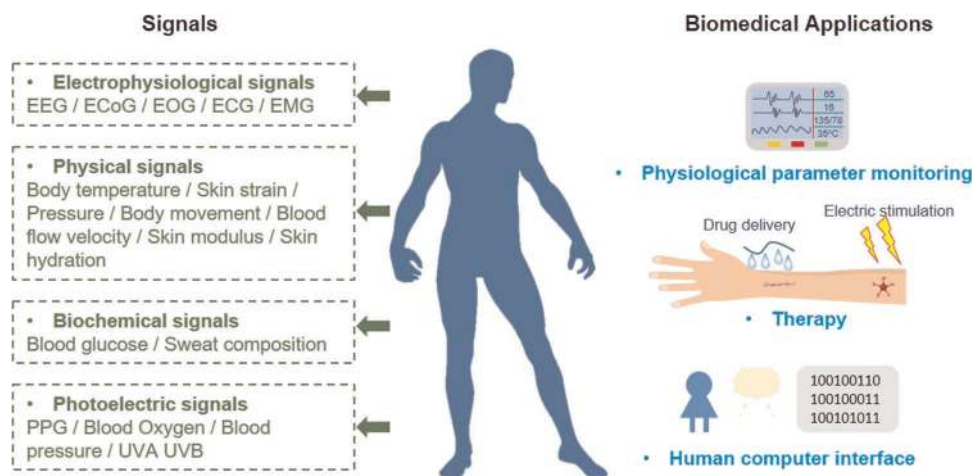 Signals
• Electrophysiological signals
EEG / ECoG / EOG / ECG / EMG
• Physical signals
Body temperature / Skin strain /
Pressure / Body movement / Blood
flow velocity / Skin modulus / Skin
hydration
• Biochemical signals
Blood glucose / Sweat composition
• Photoelectric signals
PPG / Blood Oxygen / Blood
pressure / UVA UVB
Biomedical Applications
65
15
135/78
35°C
• Physiological parameter monitoring
Drug delivery
Electric stimulation
• Therapy
100100110
100100011
100101011
• Human computer interface